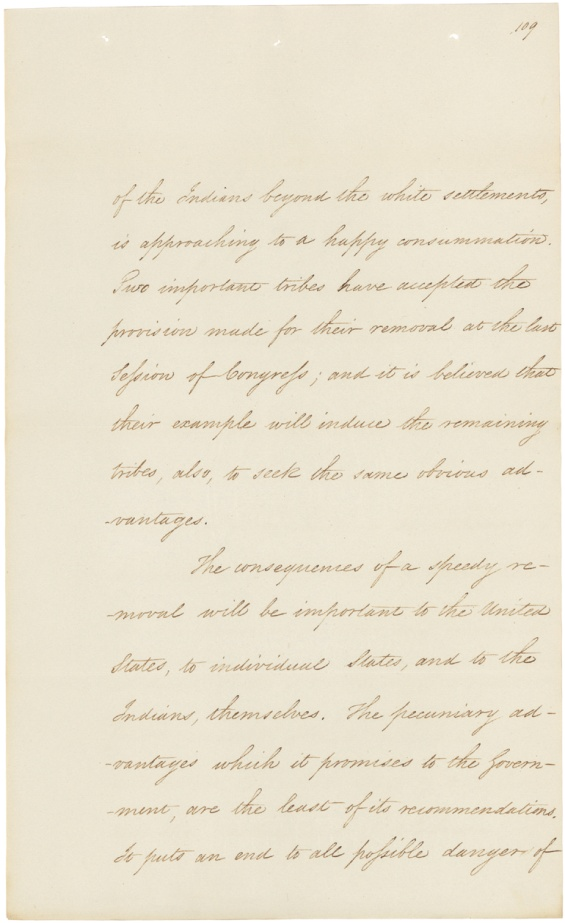 109
of the Indians beyond the white settlements,
is approaching to a happy consummation.
Two important tribes have accepted the
provision made for their removal at the last
Session of Congress; and it is believed that
their example will induce the remaining
tribes, also, to seek the same obvious ad-
-vantages.
The consequences of a speedy re-
-moval will be important to the United
States, to individual States, and to the
Indians, themselves. The pecuniary ad-
-vantages which it promises to the Govern-
-ment, are the least of its recommendations.
It puts an end to all possible danger of